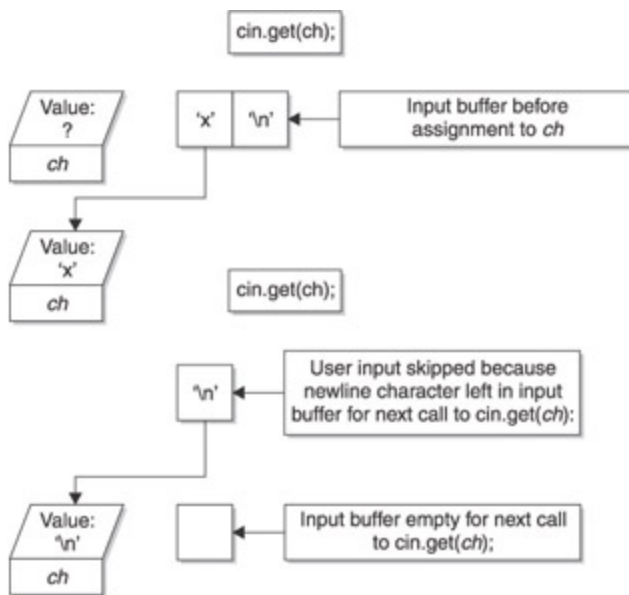 cin.get(ch);
Value:
?
ch
‘x’ ‘\n’
Input buffer before
assignment to ch
Value:
‘x’
ch
cin.get(ch);
‘\n’
User input skipped because
newline character left in input
buffer for next call to cin.get(ch):
Value:
‘\n’
ch
Input buffer empty for next call
to cin.get(ch);